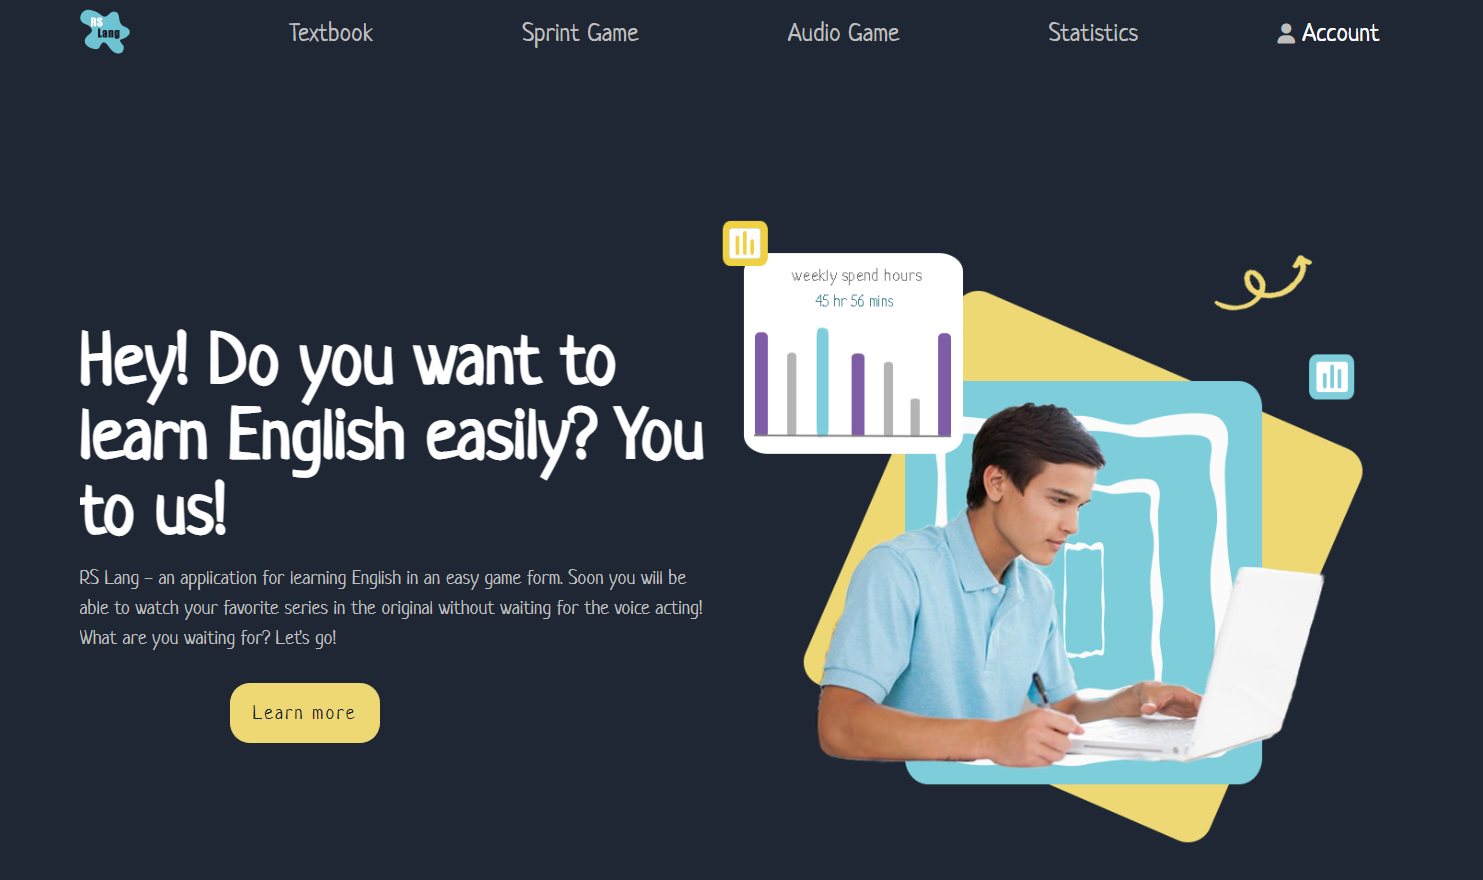 RS
Lang
Textbook
Sprint Game
Audio Game
Statistics
Account
weekly spend hours
45 hr 56 mins
Hey! Do you want to
learn English easily? You
to us!
RS Lang – an application for learning English in an easy game form. Soon you will be
able to watch your favorite series in the original without waiting for the voice acting!
What are you waiting for? Let's go!
Learn more